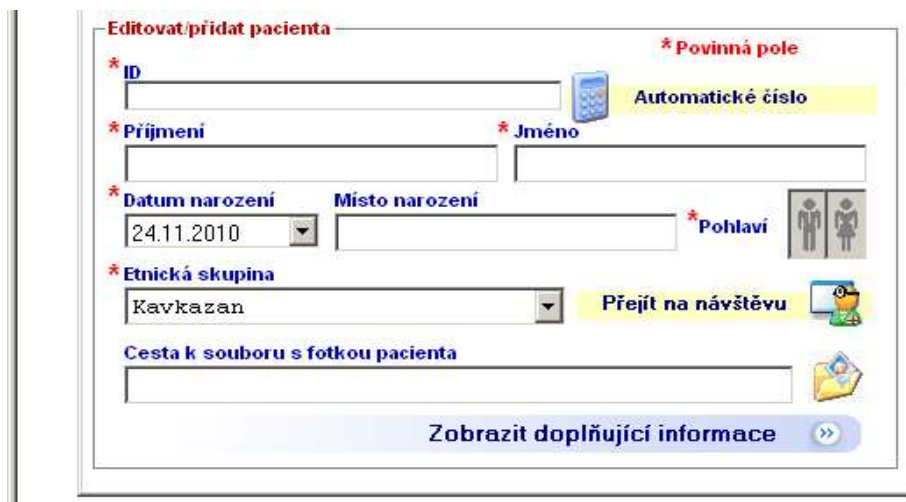 Editovat/přidat pacienta
*Povinná pole
*ID
Automatické číslo
*Příjmení *Jméno
*Datum narození Místo narození
24.11.2010 *Pohlaví
*Etnická skupina
Kavkazan Přejít na návštěvu
Cesta k souboru s fotkou pacienta
Zobrazit doplňující informace